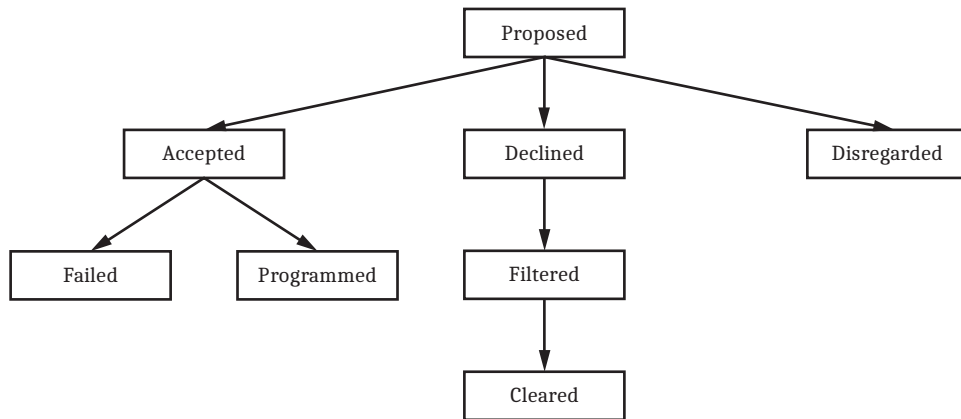 Proposed
Accepted
Declined
Disregarded
Failed
Programmed
Filtered
Cleared